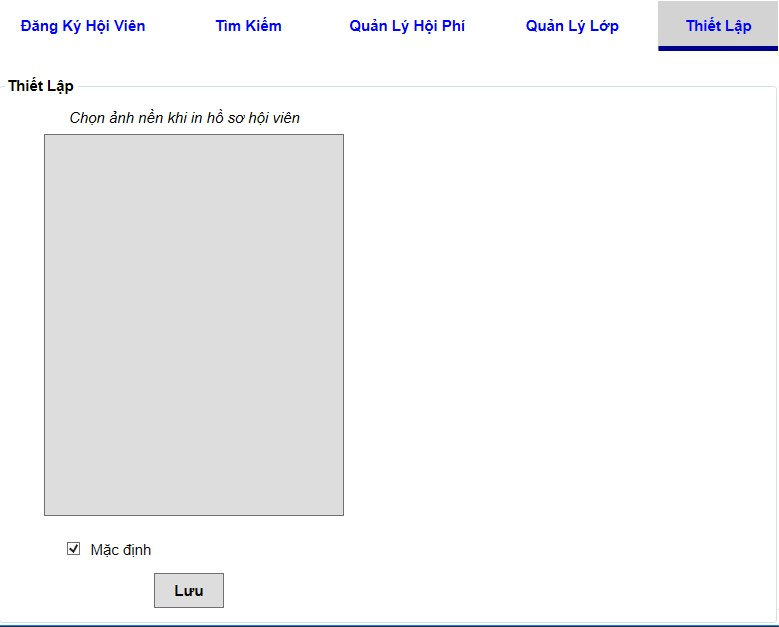 Đăng Ký Hội Viên Tìm Kiếm Quản Lý Hội Phí Quản Lý Lớp Thiết Lập
Thiết Lập
Chọn ảnh nền khi in hồ sơ hội viên
Mặc định
Lưu